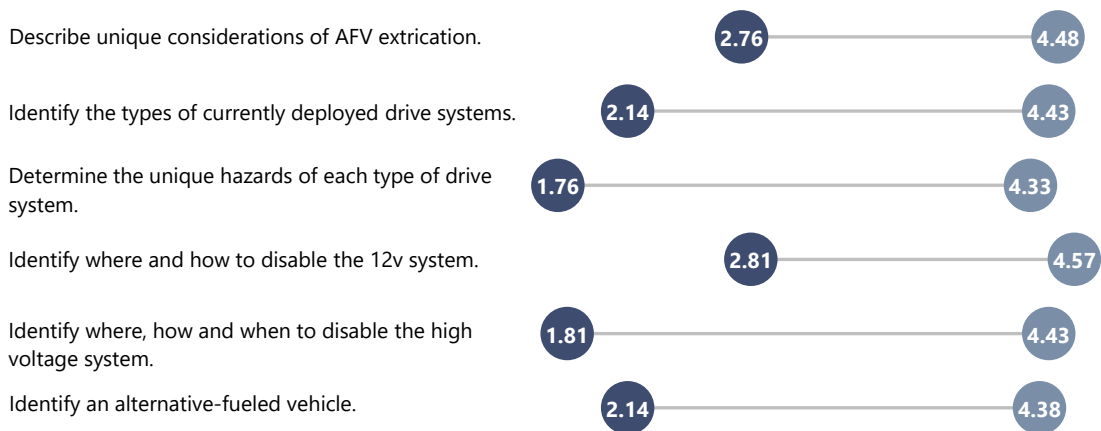 Describe unique considerations of AFV extrication.
2.76 4.48
Identify the types of currently deployed drive systems.
2.14 4.43
Determine the unique hazards of each type of drive
system.
1.76 4.33
Identify where and how to disable the 12v system.
2.81 4.57
Identify where, how and when to disable the high
voltage system.
1.81 4.43
Identify an alternative-fueled vehicle.
2.14 4.38